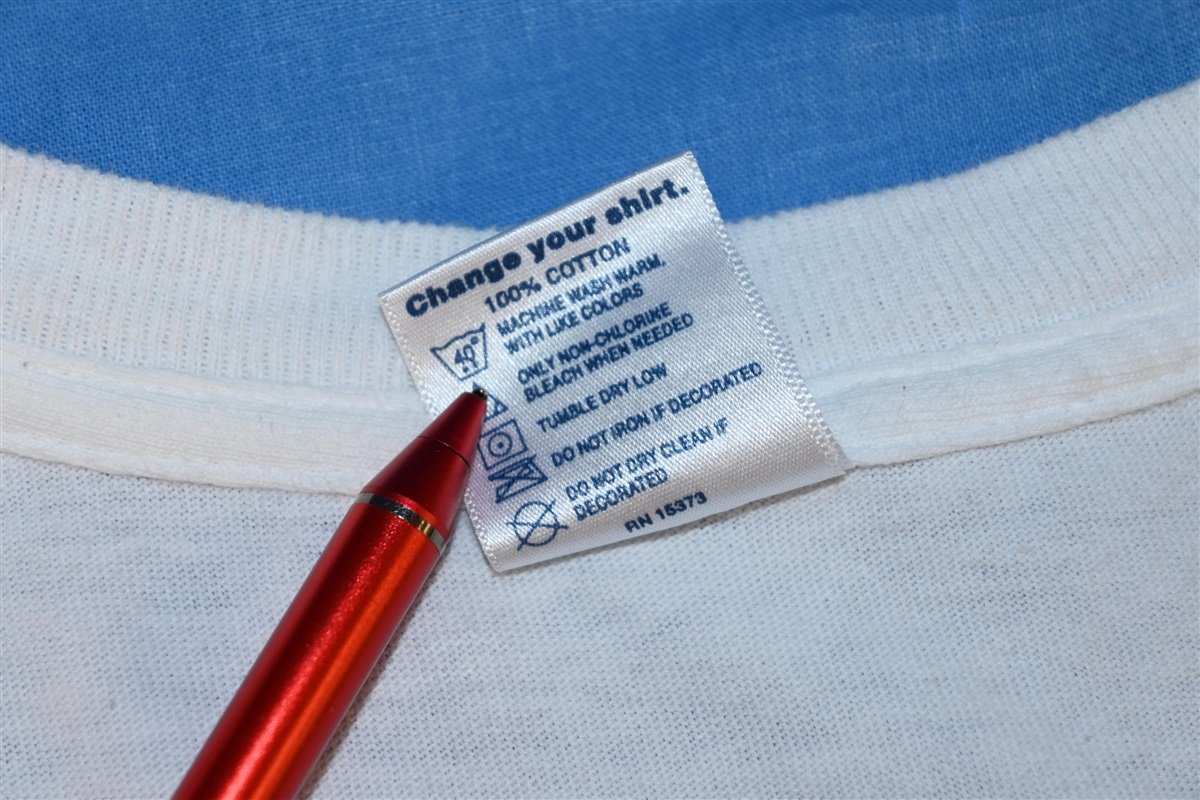 Change your shirt.
100% COTTON
40°
MACHINE WASH WARM,
WITH LIKE COLORS
ONLY NON-CHLORINE
BLEACH WHEN NEEDED
TUMBLE DRY LOW
DO NOT IRON IF DECORATED
DO NOT DRY CLEAN IF
DECORATED
RN 15373